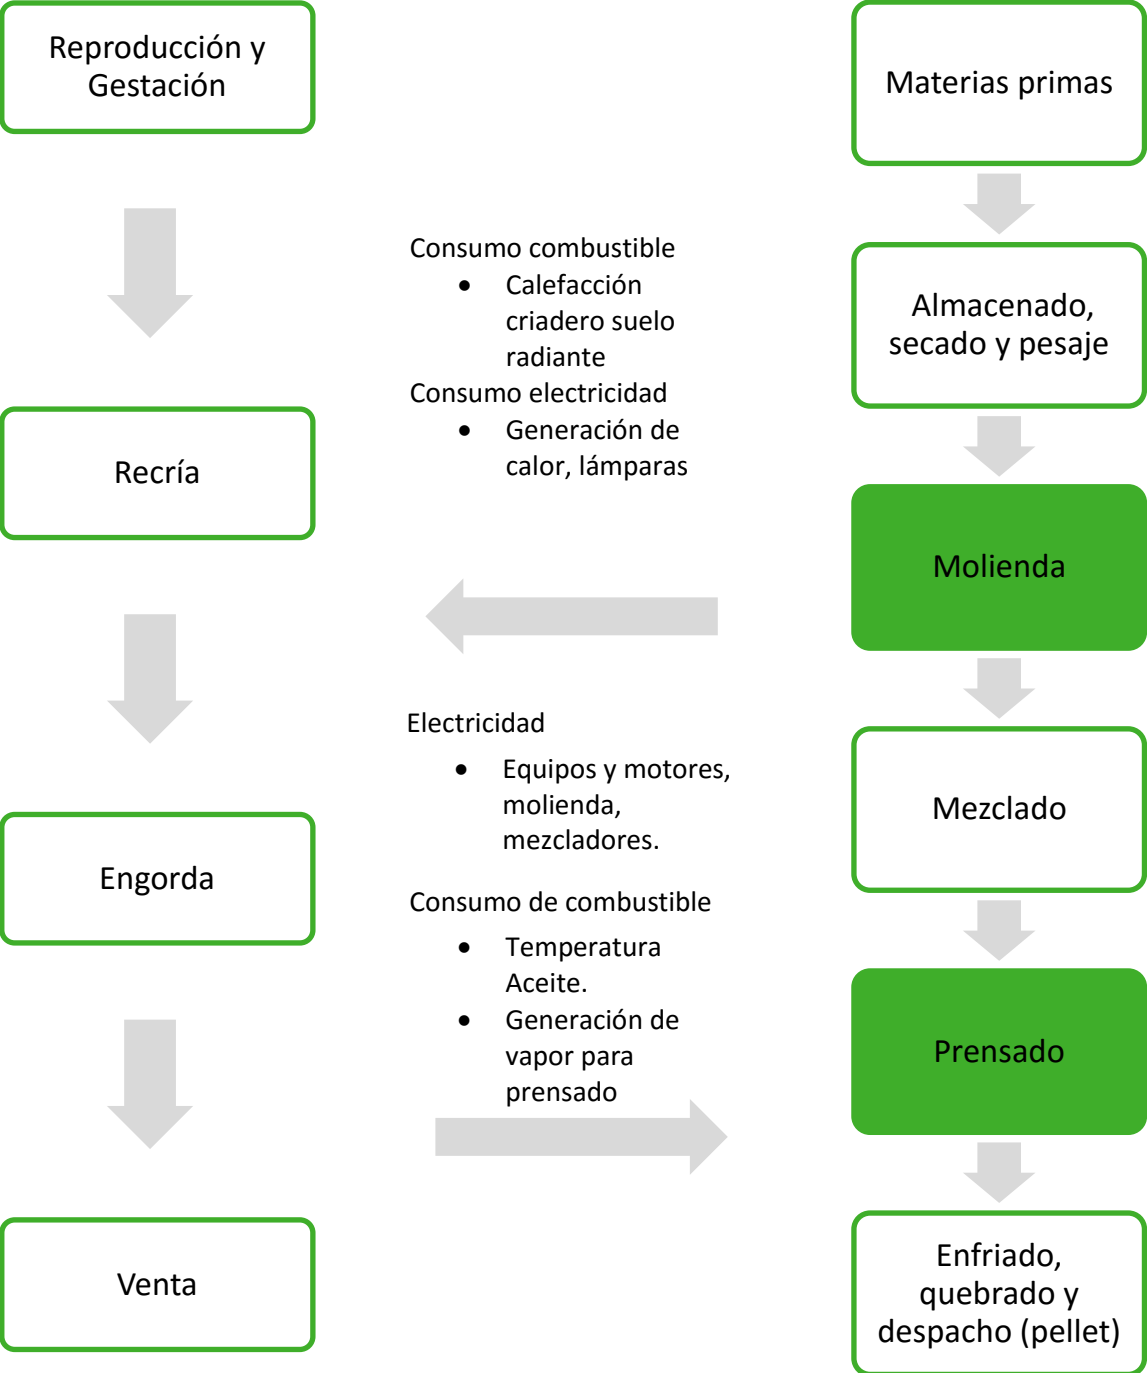 Reproducción y
Gestación
Recría
Engorda
Venta
Consumo combustible
• Calefacción
criadero suelo
radiante
Consumo electricidad
• Generación de
calor, lámparas
Electricidad
• Equipos y motores,
molienda,
mezcladores.
Consumo de combustible
• Temperatura
Aceite.
• Generación de
vapor para
prensado
Materias primas
Almacenado,
secado y pesaje
Molienda
Mezclado
Prensado
Enfriado,
quebrado y
despacho (pellet)